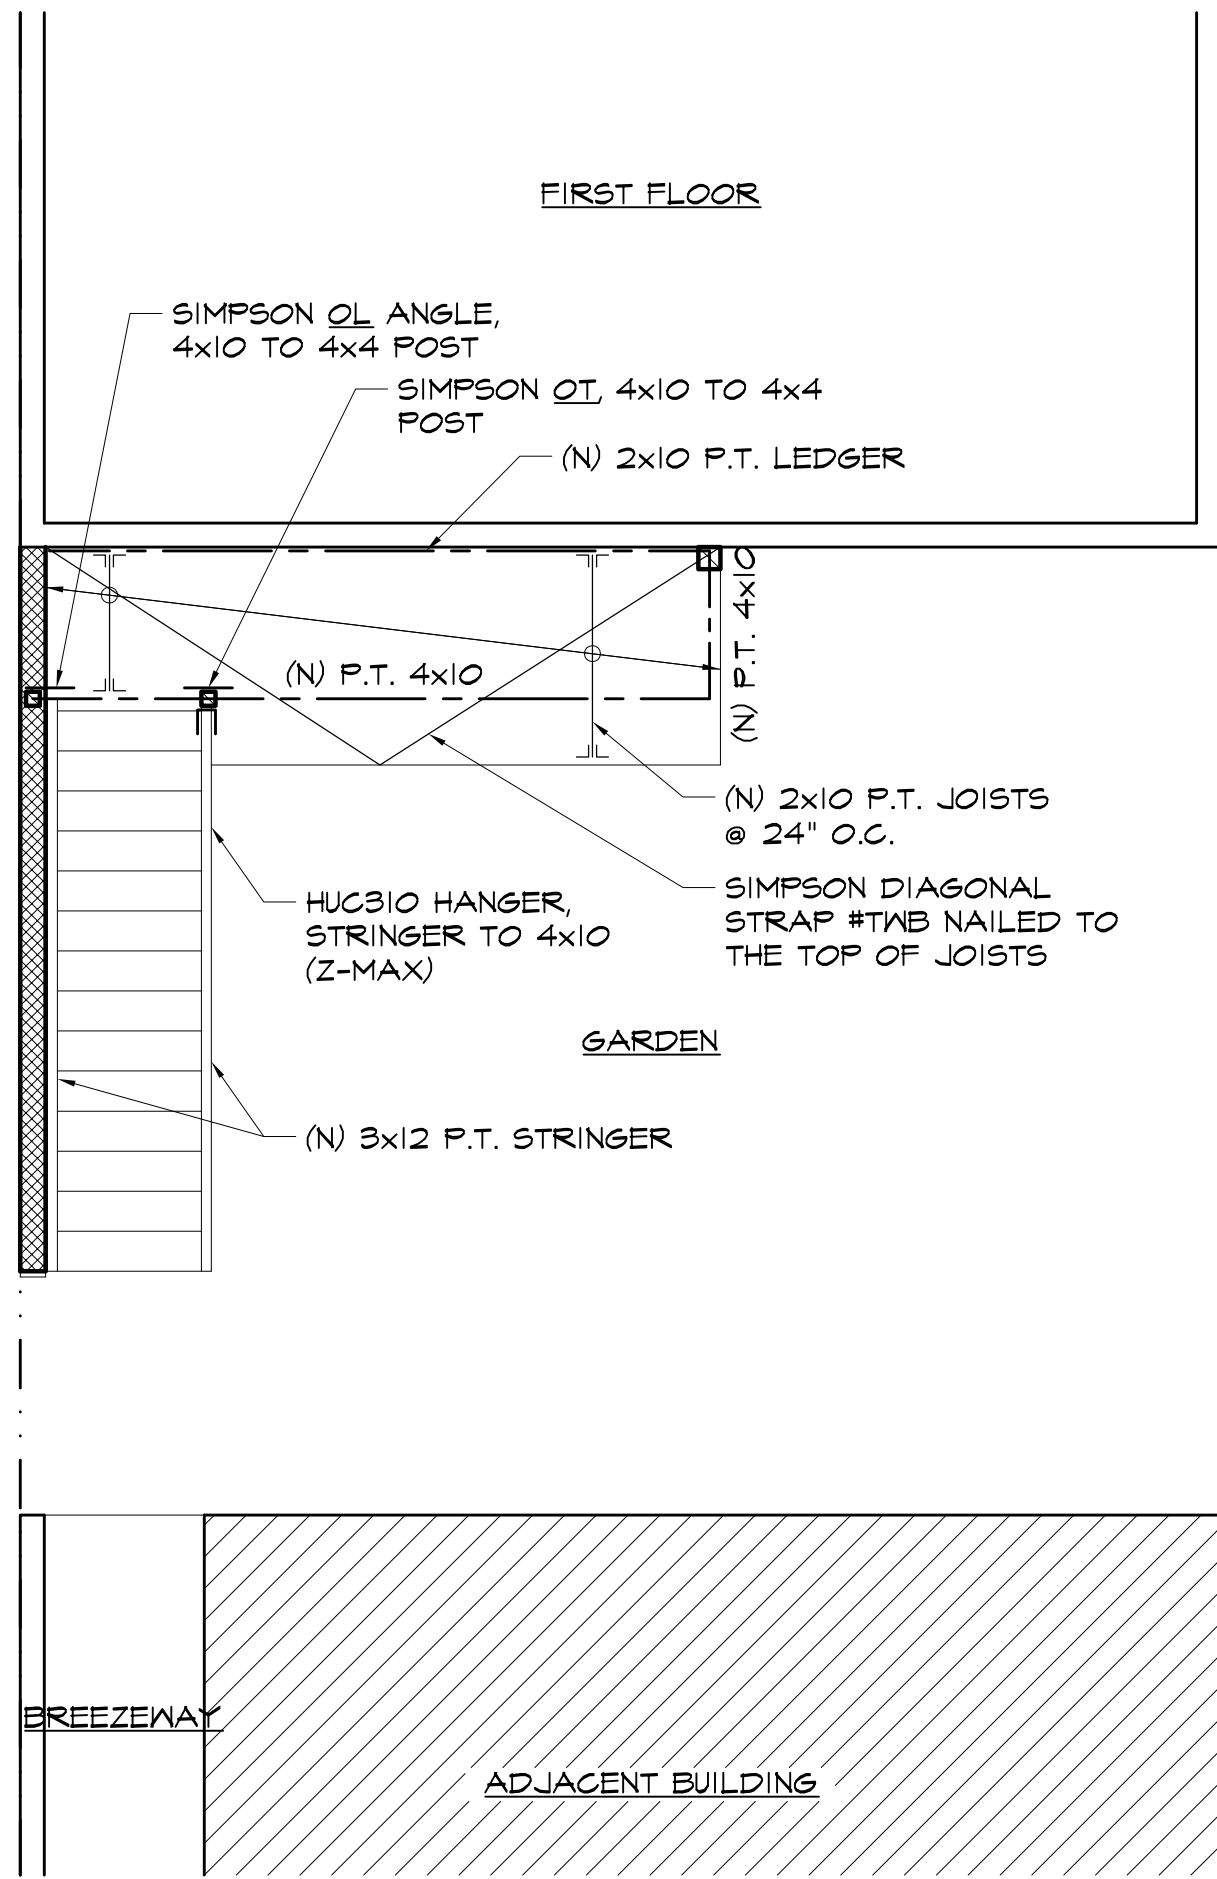 FIRST FLOOR
SIMPSON OL ANGLE,
4x10 TO 4x4 POST
SIMPSON OT, 4x10 TO 4x4
POST
(N) 2x10 P.T. LEDGER
(N) P.T. 4x10
(N) P.T. 4x10
(N) 2x10 P.T. JOISTS
@ 24" O.C.
SIMPSON DIAGONAL
STRAP #TWB NAILED TO
THE TOP OF JOISTS
HUC310 HANGER,
STRINGER TO 4x10
(Z-MAX)
GARDEN
(N) 3x12 P.T. STRINGER
BREEZEWAY
ADJACENT BUILDING